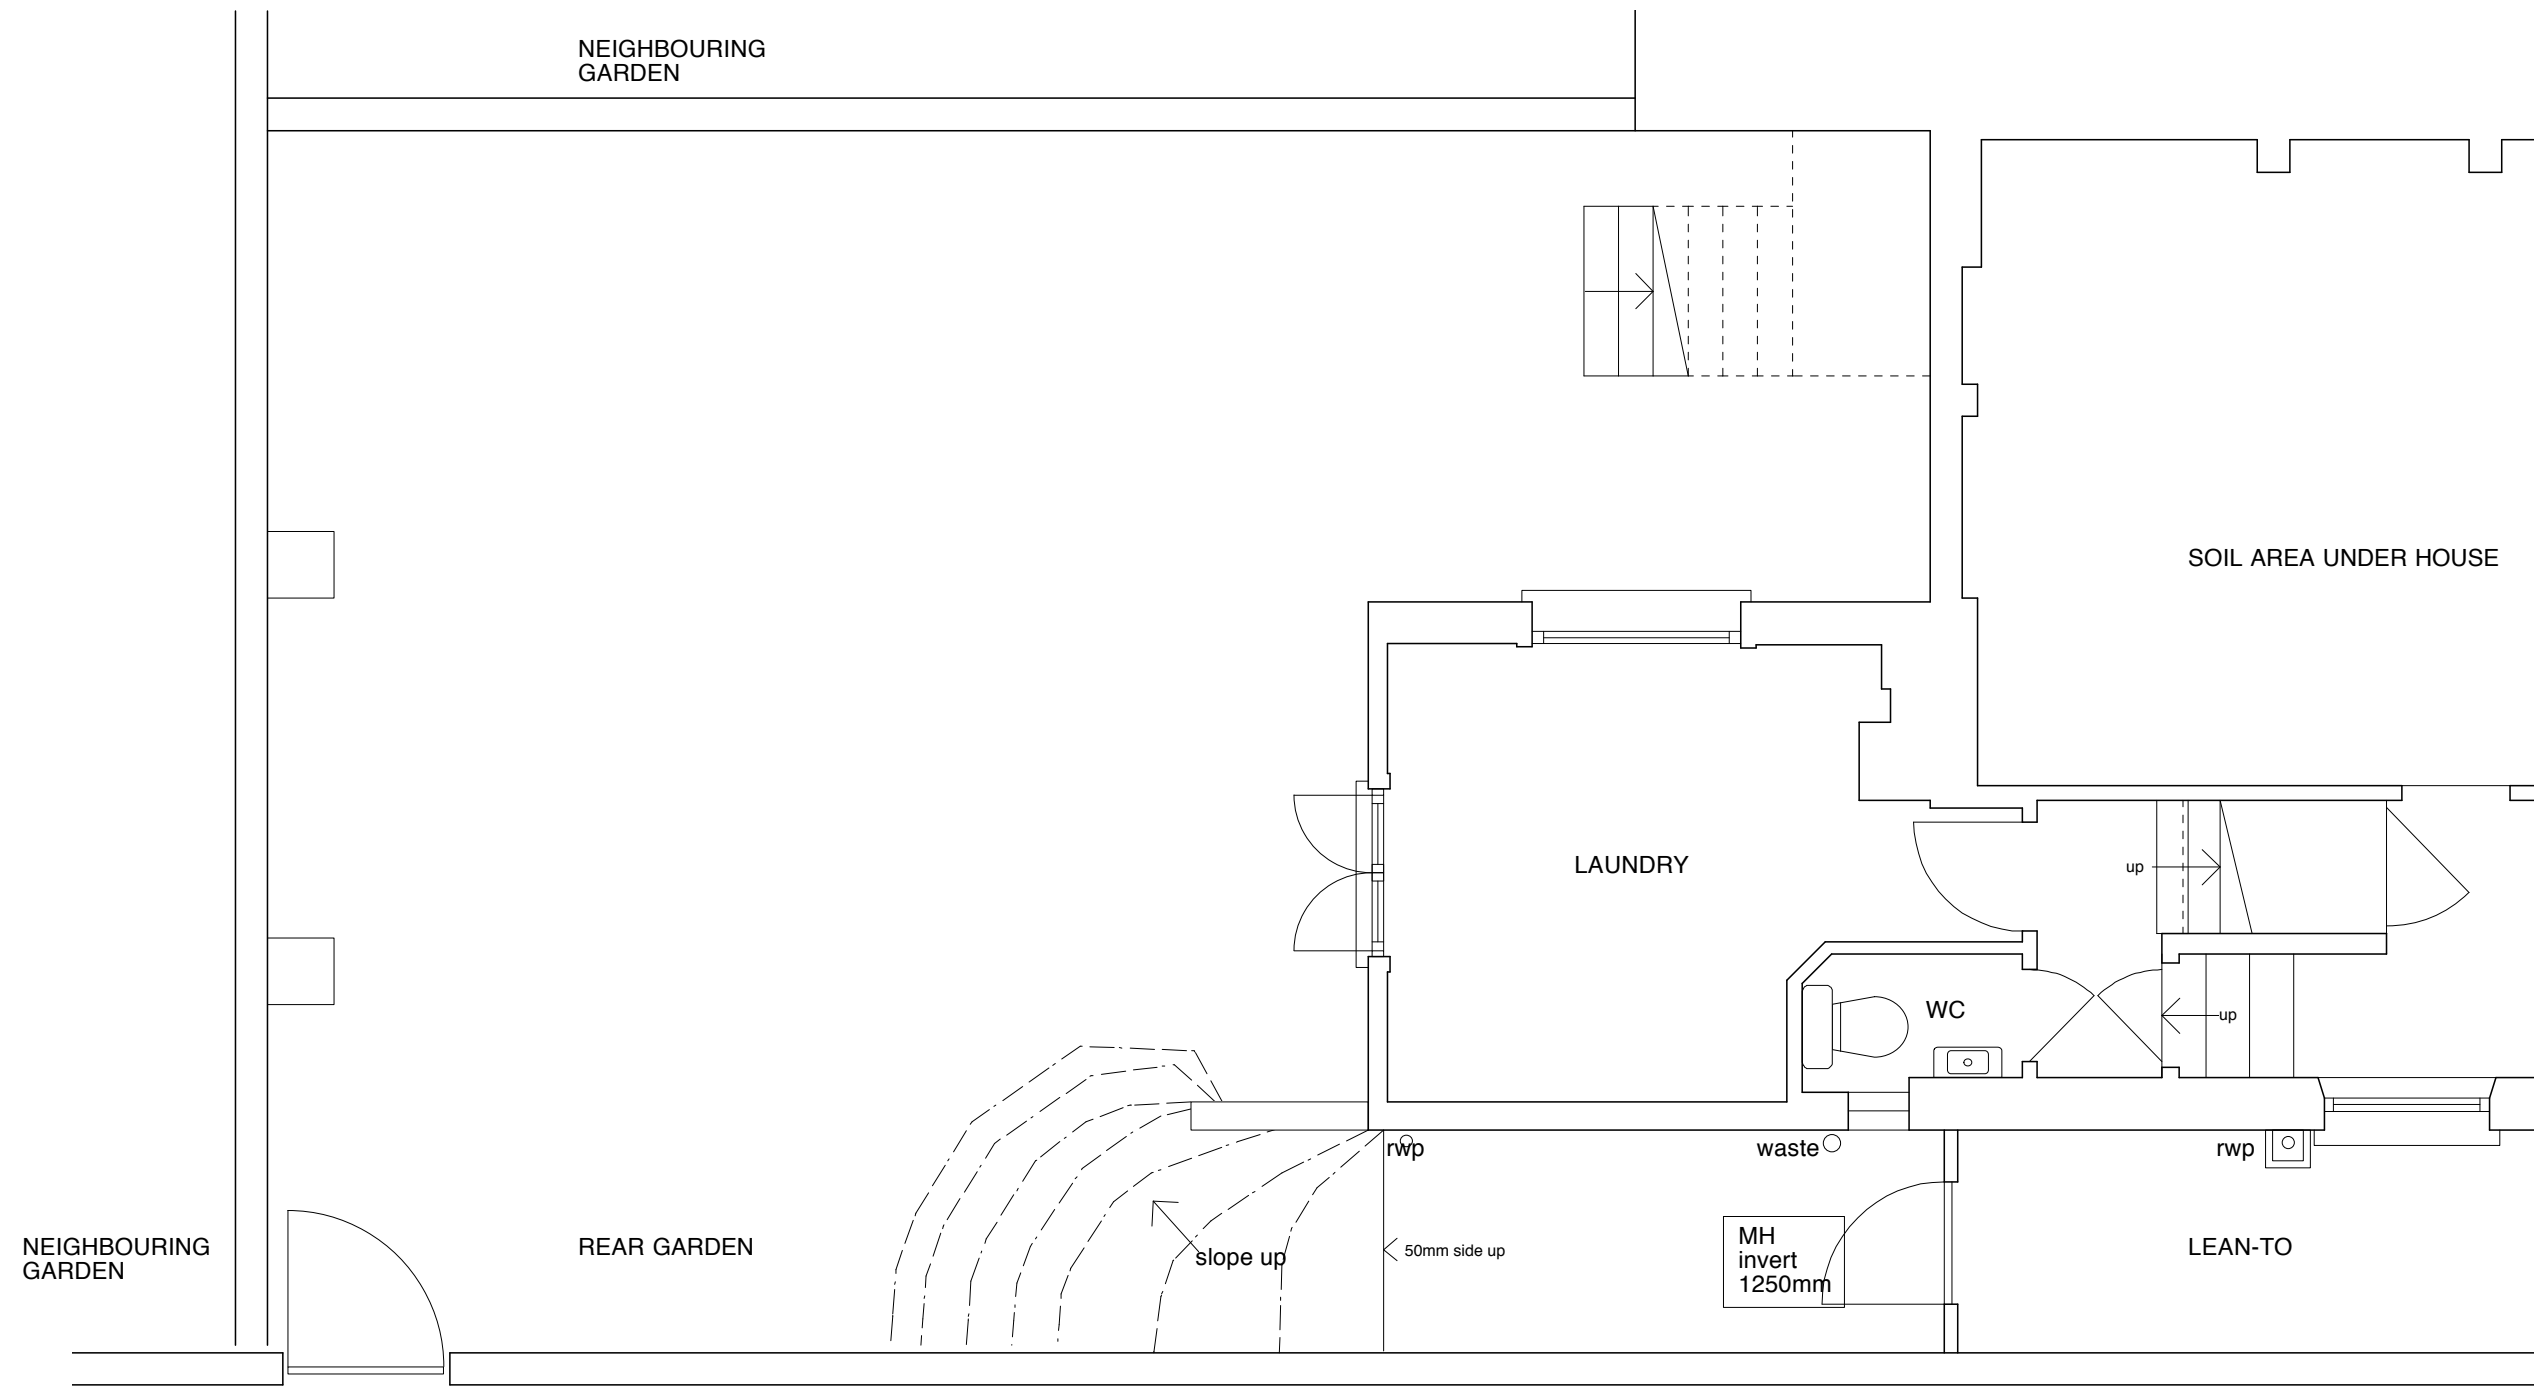 NEIGHBOURING
GARDEN
SOIL AREA UNDER HOUSE
LAUNDRY
up
WC
up
rwp
waste
rwp
NEIGHBOURING
GARDEN
REAR GARDEN
slope up
50mm side up
MH
invert
1250mm
LEAN-TO